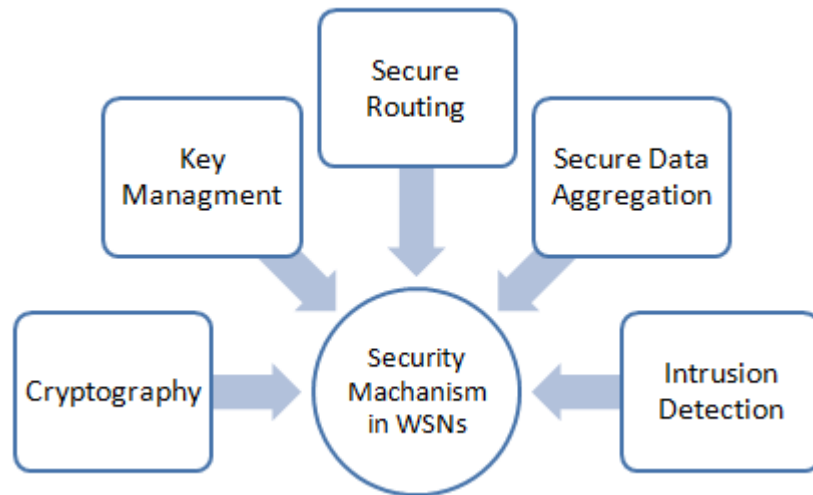 Secure
Routing
Key
Managment
Secure Data
Aggregation
Cryptography
Security
Machanism
in WSNs
Intrusion
Detection